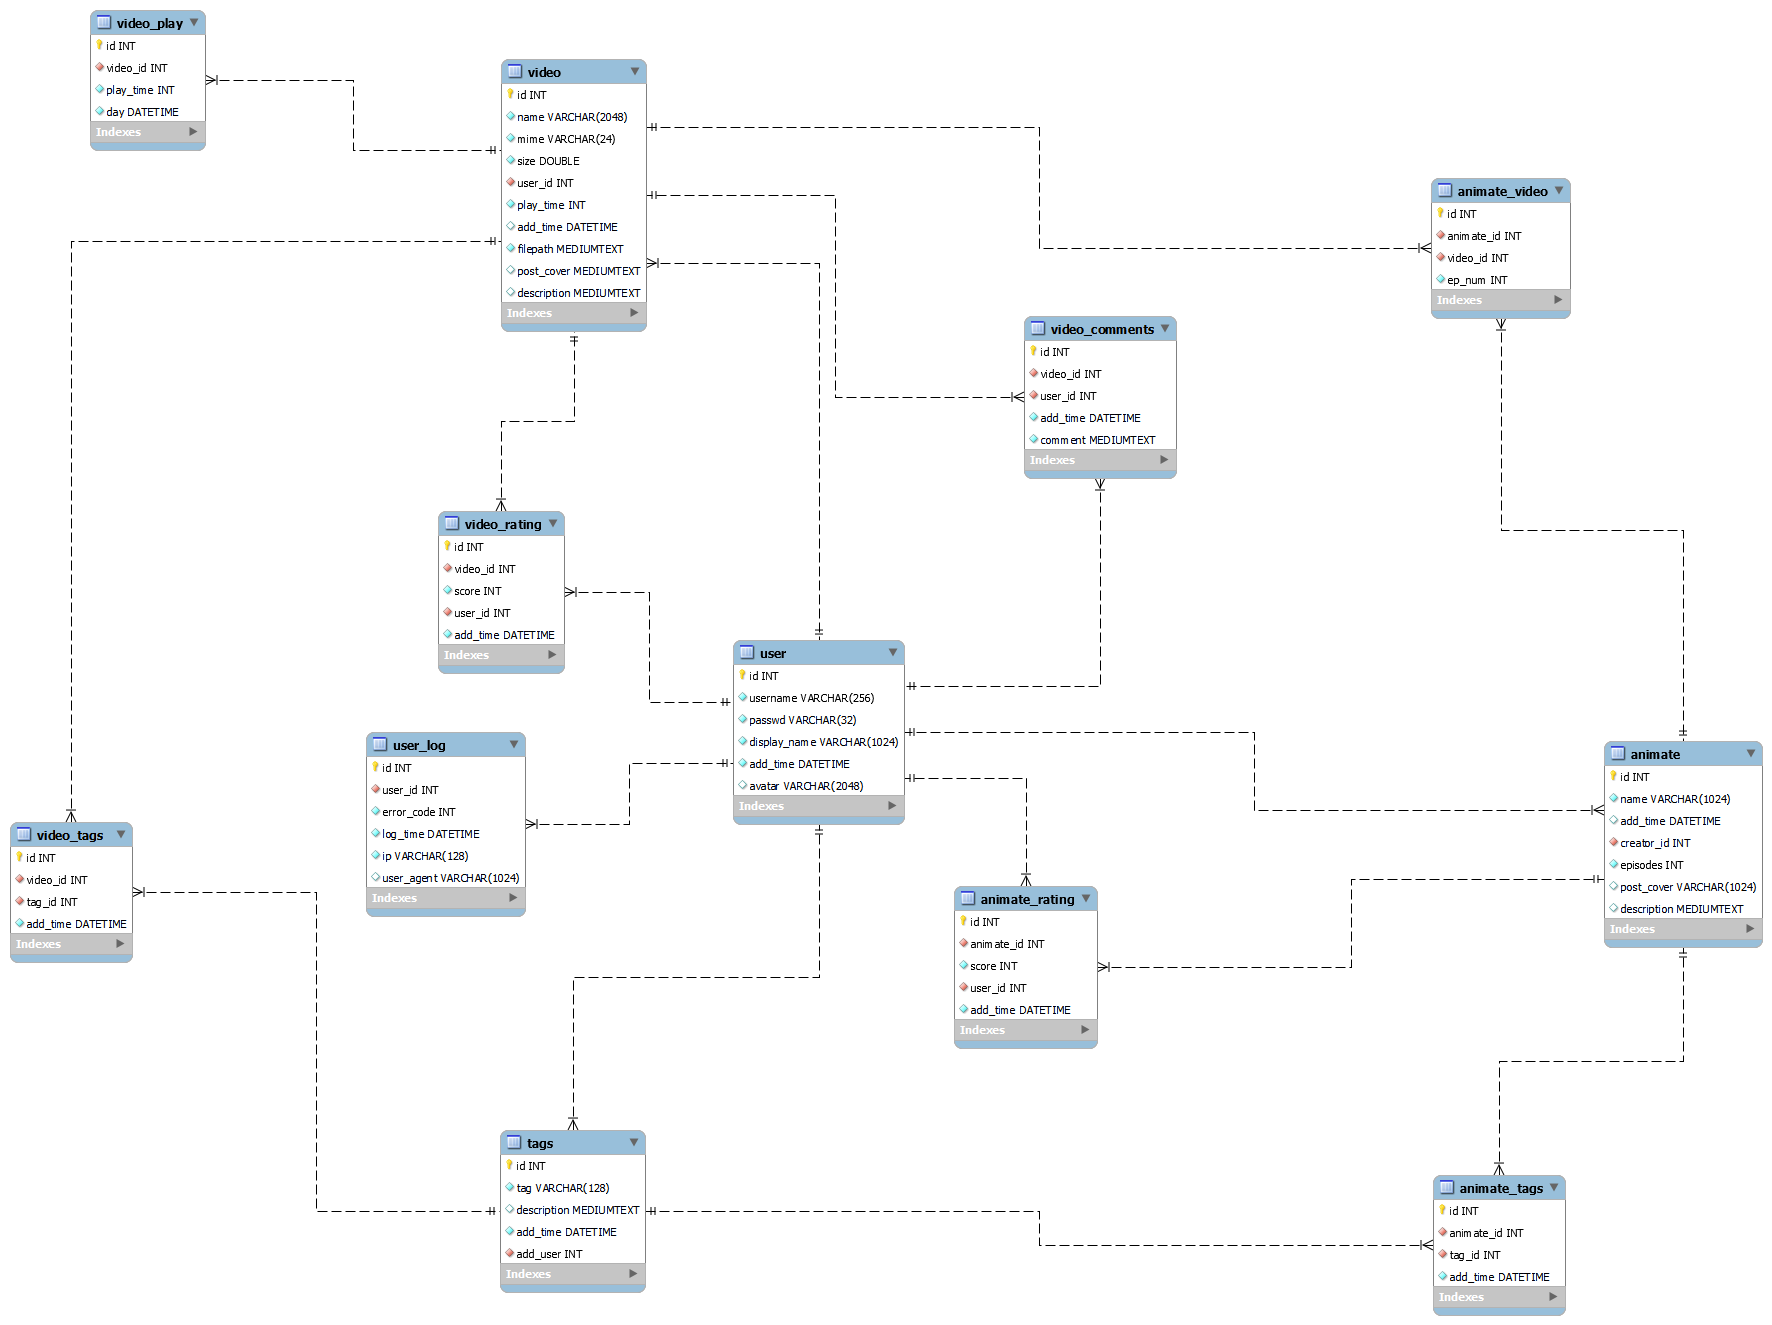 video_play
id INT
video_id INT
play_time INT
day DATETIME
Indexes
video
id INT
name VARCHAR(2048)
mime VARCHAR(24)
size DOUBLE
user_id INT
play_time INT
add_time DATETIME
filepath MEDIUMTEXT
post_cover MEDIUMTEXT
description MEDIUMTEXT
Indexes
animate_video
id INT
animate_id INT
video_id INT
ep_num INT
Indexes
video_comments
id INT
video_id INT
user_id INT
add_time DATETIME
comment MEDIUMTEXT
Indexes
video_rating
id INT
video_id INT
score INT
user_id INT
add_time DATETIME
Indexes
user
id INT
username VARCHAR(256)
passwd VARCHAR(32)
display_name VARCHAR(1024)
add_time DATETIME
avatar VARCHAR(2048)
Indexes
user_log
id INT
user_id INT
error_code INT
log_time DATETIME
ip VARCHAR(128)
user_agent VARCHAR(1024)
Indexes
animate
id INT
name VARCHAR(1024)
add_time DATETIME
creator_id INT
episodes INT
post_cover VARCHAR(1024)
description MEDIUMTEXT
Indexes
video_tags
id INT
video_id INT
tag_id INT
add_time DATETIME
Indexes
animate_rating
id INT
animate_id INT
score INT
user_id INT
add_time DATETIME
Indexes
tags
id INT
tag VARCHAR(128)
description MEDIUMTEXT
add_time DATETIME
add_user INT
Indexes
animate_tags
id INT
animate_id INT
tag_id INT
add_time DATETIME
Indexes